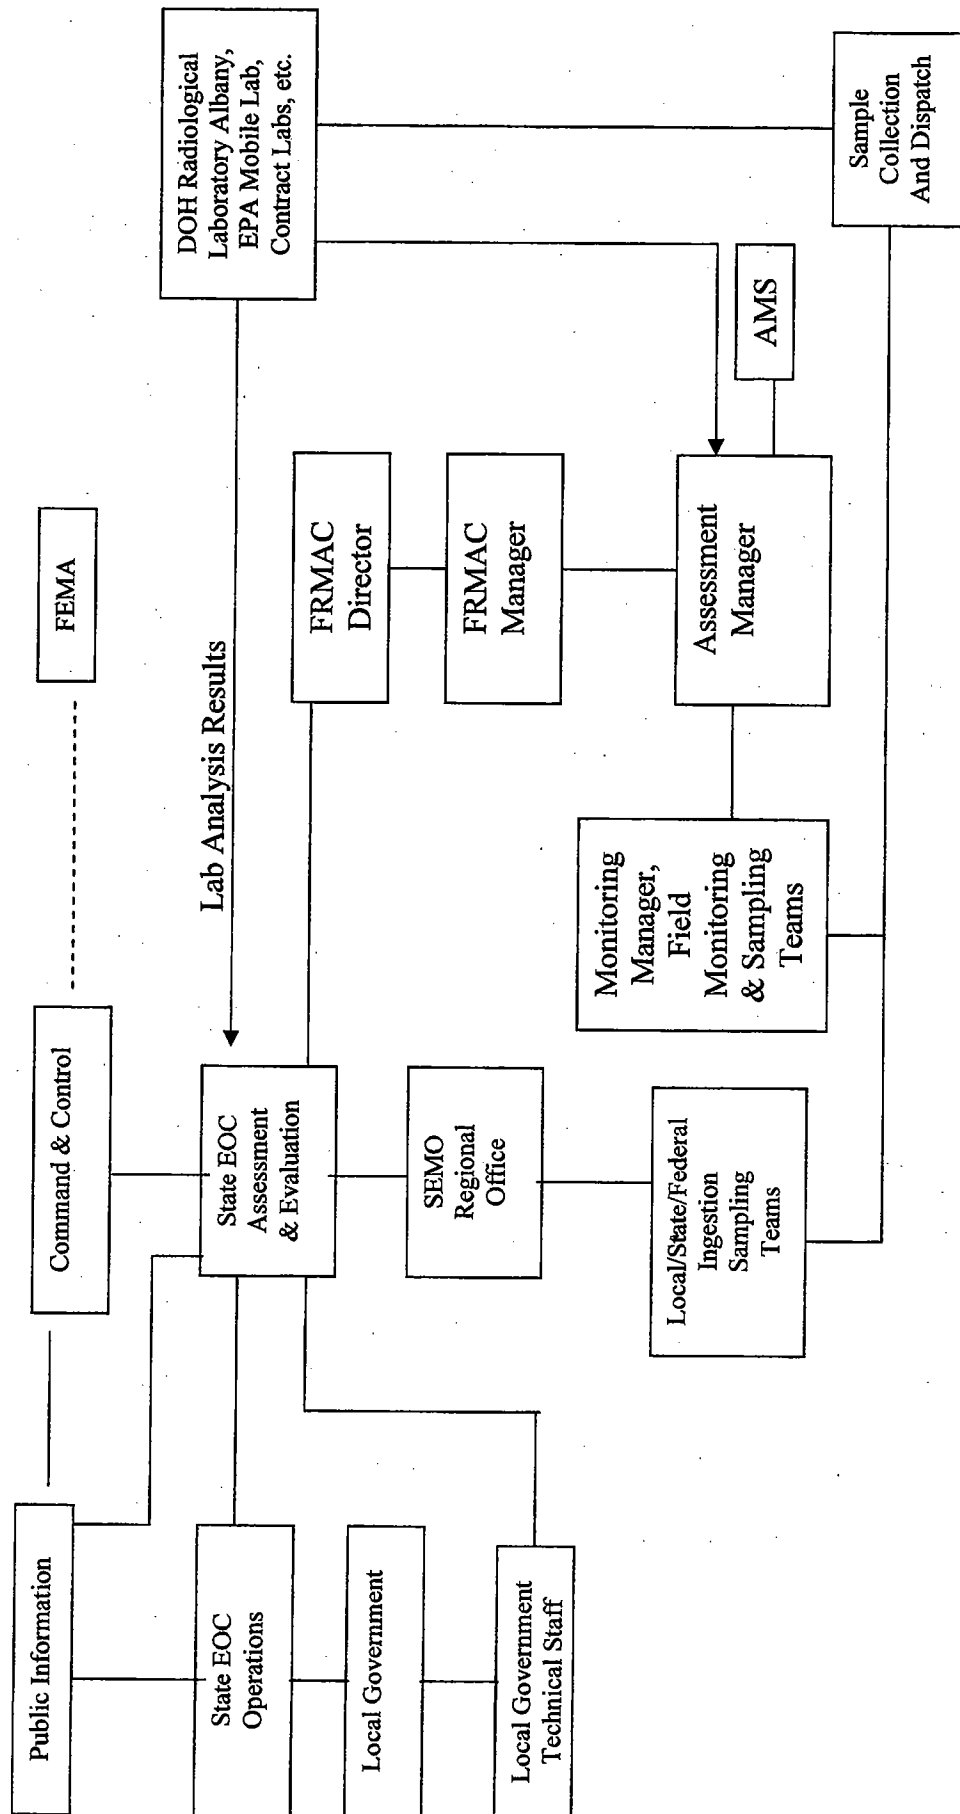 Public Information
Command & Control
FEMA
State EOC
Operations
State EOC
Assessment
& Evaluation
Lab Analysis Results
DOH Radiological
Laboratory Albany,
EPA Mobile Lab,
Contract Labs, etc.
Local Government
SEMO
Regional
Office
FRMAC
Director
FRMAC
Manager
Local Government
Technical Staff
Local/State/Federal
Ingestion
Sampling
Teams
Monitoring
Manager,
Field
Monitoring
& Sampling
Teams
Assessment
Manager
AMS
Sample
Collection
And Dispatch